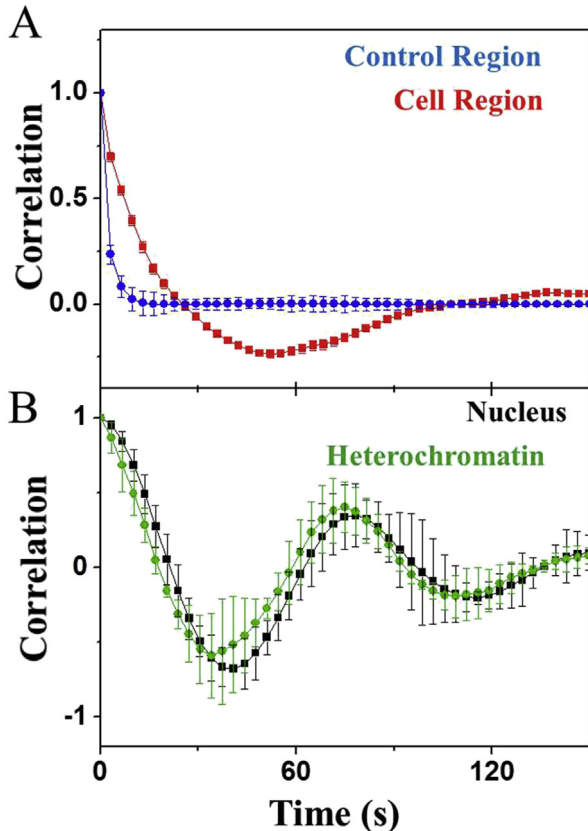 A
Control Region
Cell Region
Correlation
1.0
0.5
0.0
B
Nucleus
Heterochromatin
Correlation
1
0
-1
0
60
120
Time (s)